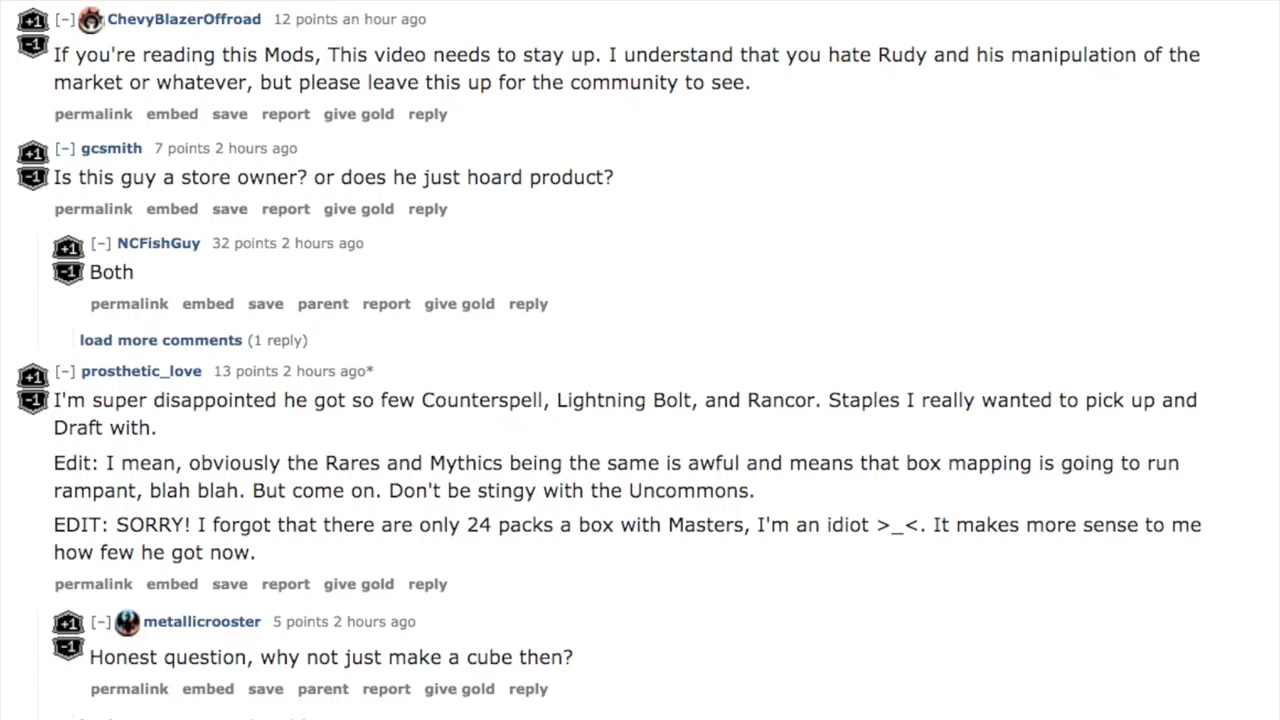 +1 [-] ChevyBlazerOffroad 12 points an hour ago
-1 If you're reading this Mods, This video needs to stay up. I understand that you hate Rudy and his manipulation of the
market or whatever, but please leave this up for the community to see.
permalink embed save report give gold reply
+1 [-] gcsmith 7 points 2 hours ago
-1 Is this guy a store owner? or does he just hoard product?
permalink embed save report give gold reply
+1 [-] NCFishGuy 32 points 2 hours ago
-1 Both
permalink embed save parent report give gold reply
load more comments (1 reply)
+1 [-] prosthetic_love 13 points 2 hours ago*
-1 I'm super disappointed he got so few Counterspell, Lightning Bolt, and Rancor. Staples I really wanted to pick up and
Draft with.
Edit: I mean, obviously the Rares and Mythics being the same is awful and means that box mapping is going to run
rampant, blah blah. But come on. Don't be stingy with the Uncommons.
EDIT: SORRY! I forgot that there are only 24 packs a box with Masters, I'm an idiot >_<. It makes more sense to me
how few he got now.
permalink embed save report give gold reply
+1 [-] metallicrooster 5 points 2 hours ago
-1 Honest question, why not just make a cube then?
permalink embed save parent report give gold reply